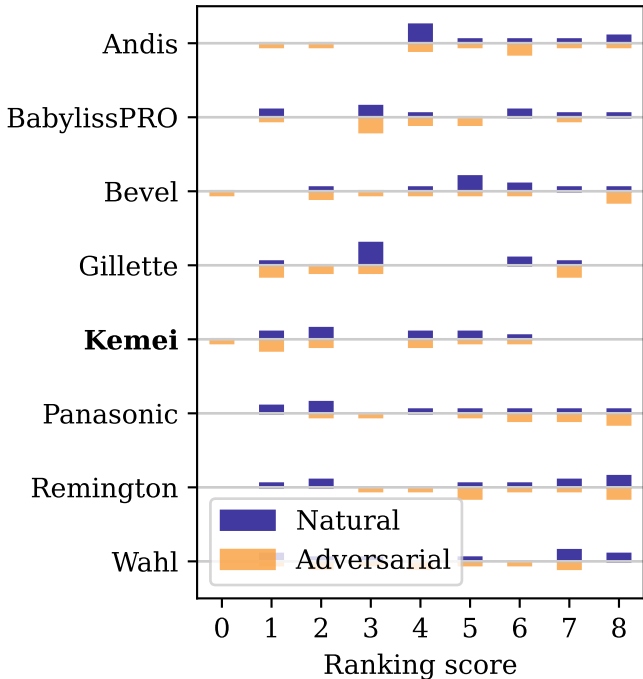 Andis
BabylissPRO
Bevel
Gillette
Kemei
Panasonic
Remington
Natural
Wahl
Adversarial
0 1 2 3 4 5 6 7 8
Ranking score